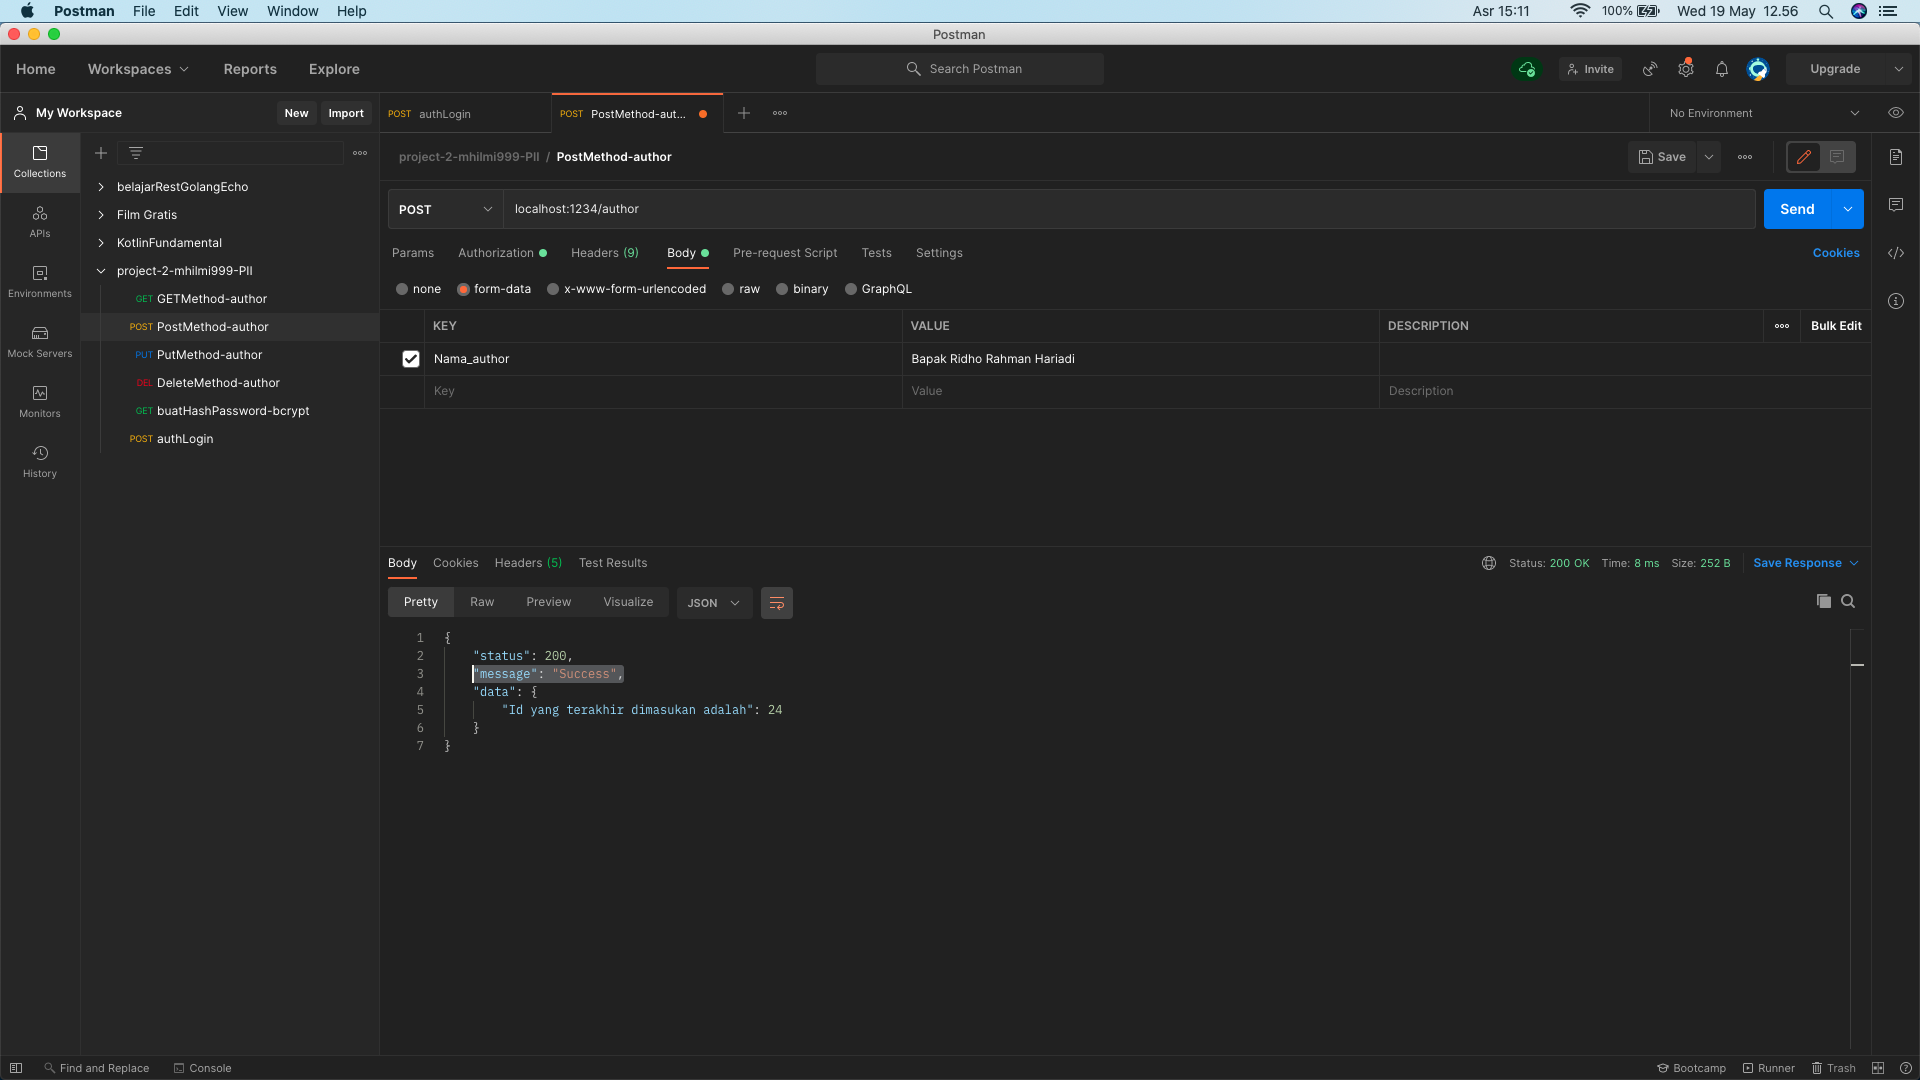 Postman File Edit View Window Help
Asr 15:11 100% Wed 19 May 12.56
Postman
Home Workspaces Reports Explore
Search Postman
Invite
Upgrade
My Workspace
New Import
POST authLogin
POST PostMethod-aut...
No Environment
Collections
APIs
Environments
Mock Servers
Monitors
History
belajarRestGolangEcho
Film Gratis
KotlinFundamental
project-2-mhilmi999-PII
GET GETMethod-author
POST PostMethod-author
PUT PutMethod-author
DEL DeleteMethod-author
GET buatHashPassword-bcrypt
POST authLogin
project-2-mhilmi999-PII / PostMethod-author
Save
POST localhost:1234/author
Send
Params Authorization Headers (9) Body Pre-request Script Tests Settings
Cookies
none form-data x-www-form-urlencoded raw binary GraphQL
KEY VALUE DESCRIPTION
Bulk Edit
Nama_author Bapak Ridho Rahman Hariadi
Key Value Description
Body Cookies Headers (5) Test Results
Status: 200 OK Time: 8 ms Size: 252 B
Save Response
Pretty Raw Preview Visualize JSON
1 {
2 "status": 200,
3 "message": "Success",
4 "data": {
5 "Id yang terakhir dimasukan adalah": 24
6 }
7 }
Find and Replace Console
Bootcamp Runner Trash